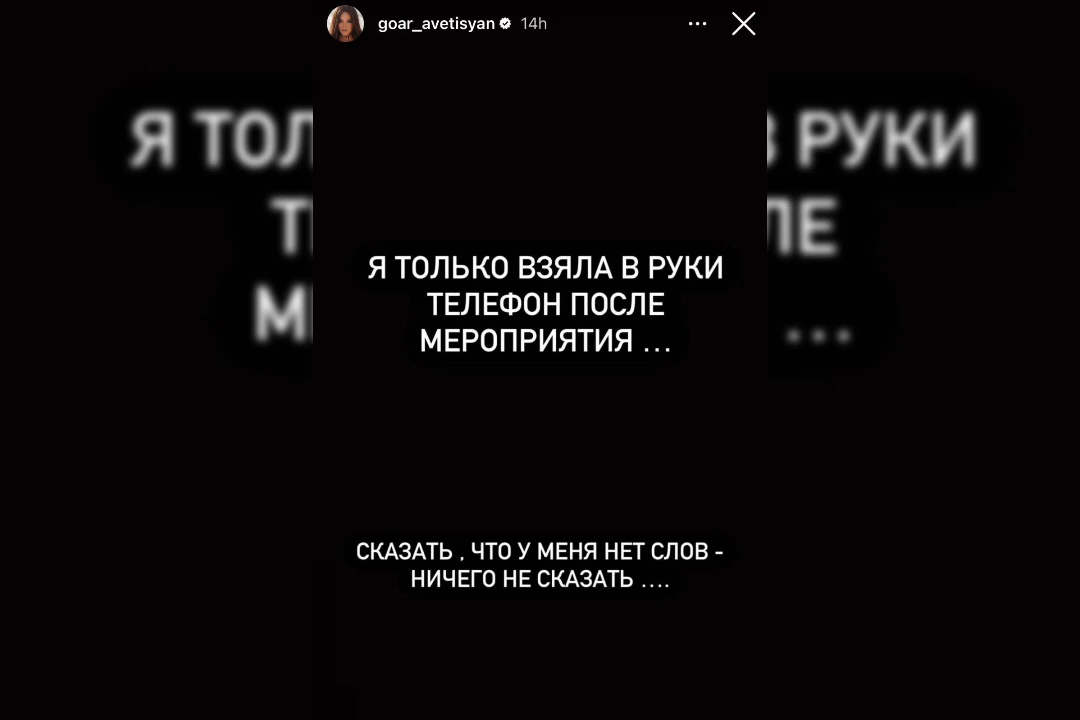 goar_avetisyan 14h
Я ТОЛЬКО ВЗЯЛА В РУКИ
ТЕЛЕФОН ПОСЛЕ
МЕРОПРИЯТИЯ ...
СКАЗАТЬ , ЧТО У МЕНЯ НЕТ СЛОВ -
НИЧЕГО НЕ СКАЗАТЬ ....